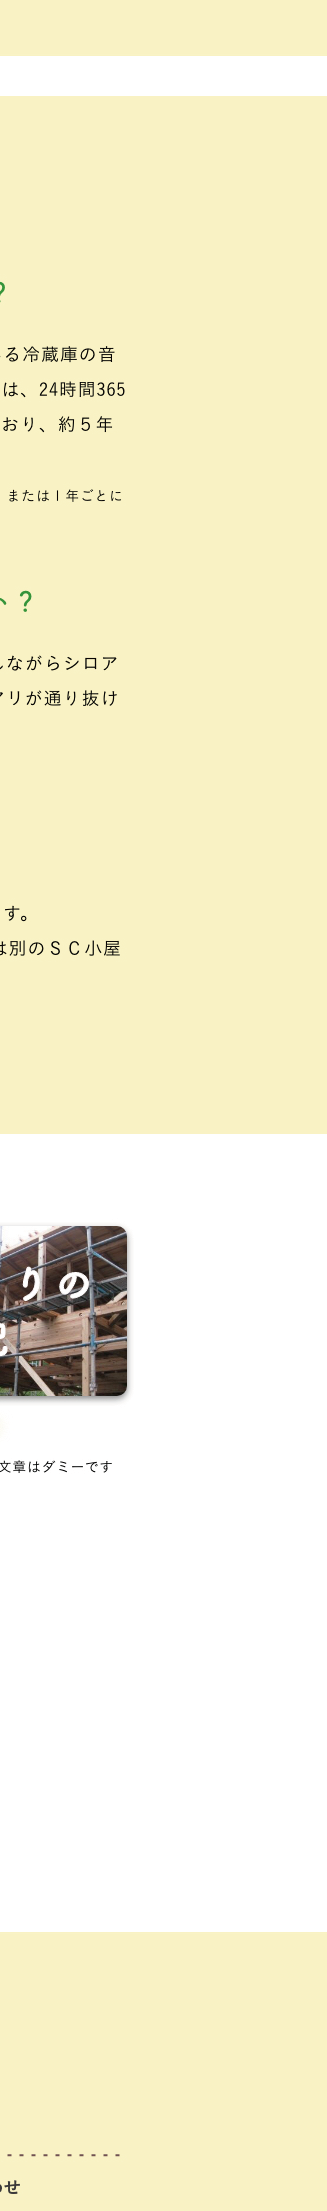 ?
る冷蔵庫の音
は、24時間365
おり、約５年
または１年ごとに
?
ながらシロア
アリが通り抜け
す。
は別のＳＣ小屋
りの
記
文章はダミーです
わせ